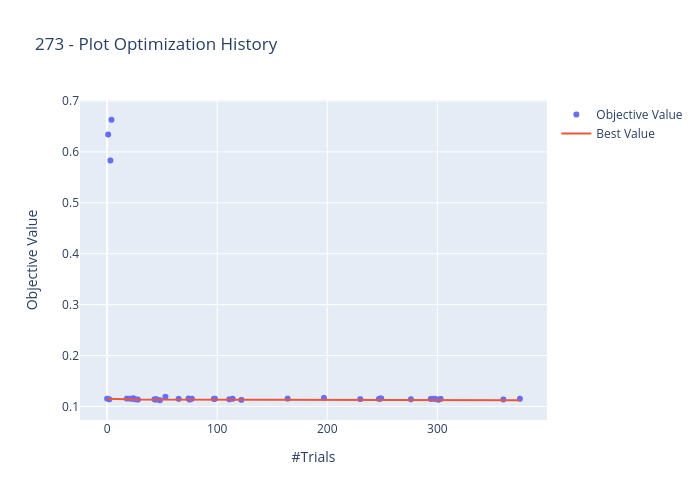 273 - Plot Optimization History
Objective Value
Best Value
Objective Value
0.7
0.6
0.5
0.4
0.3
0.2
0.1
0
100
200
300
#Trials